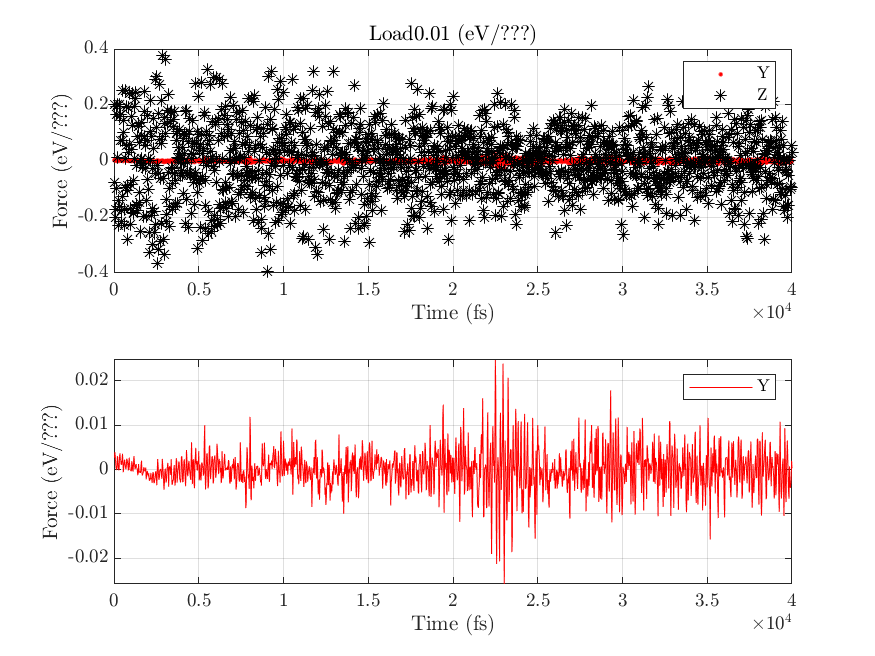 Load0.01 (eV/???)
Force (eV/???)
0.4
0.2
0
-0.2
-0.4
Y
Z
0 0.5 1 1.5 2 2.5 3 3.5 4
×10^4
Time (fs)
Force (eV/???)
0.02
0.01
0
-0.01
-0.02
Y
0 0.5 1 1.5 2 2.5 3 3.5 4
×10^4
Time (fs)